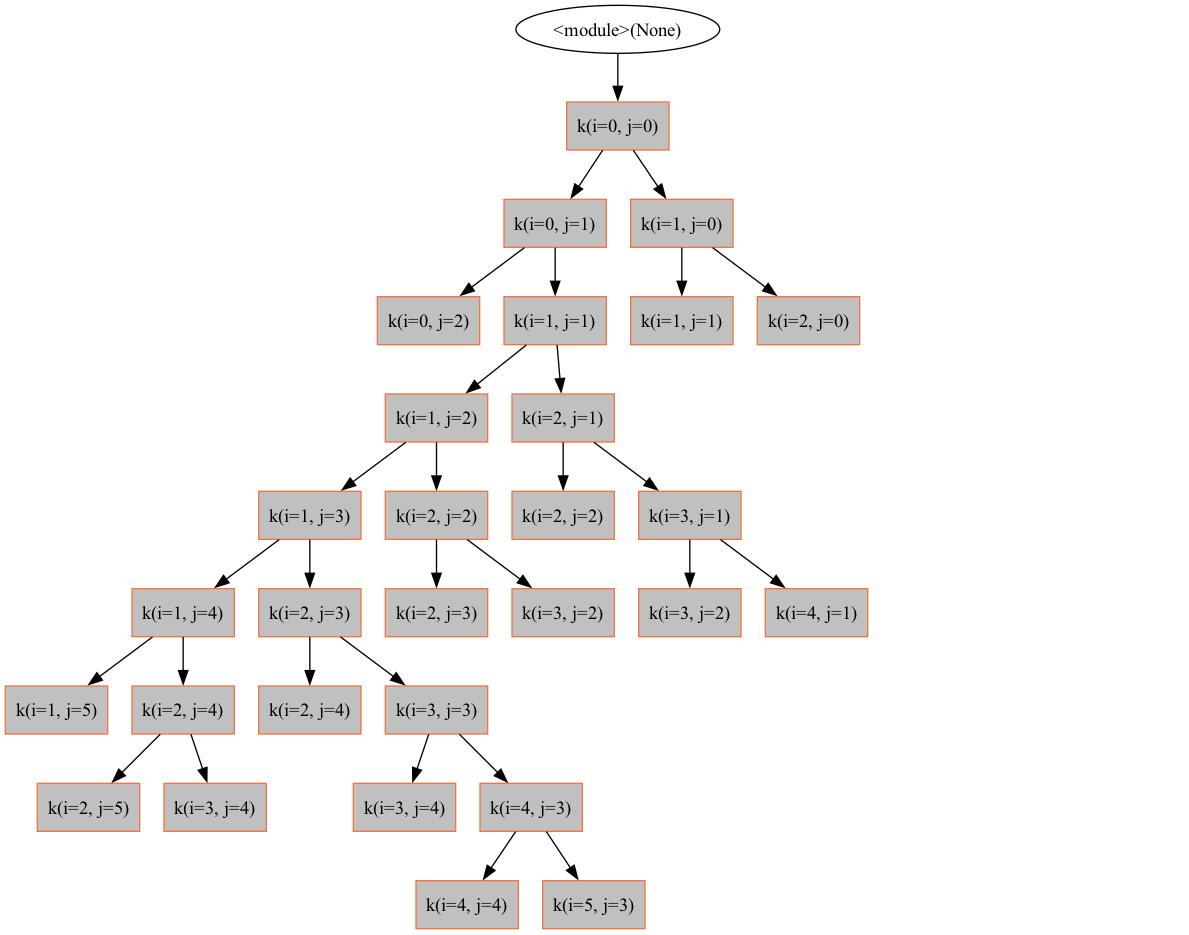 <module>(None)
k(i=0, j=0)
k(i=0, j=1)
k(i=1, j=0)
k(i=0, j=2)
k(i=1, j=1)
k(i=1, j=1)
k(i=2, j=0)
k(i=1, j=2)
k(i=2, j=1)
k(i=1, j=3)
k(i=2, j=2)
k(i=2, j=2)
k(i=3, j=1)
k(i=1, j=4)
k(i=2, j=3)
k(i=2, j=3)
k(i=3, j=2)
k(i=3, j=2)
k(i=4, j=1)
k(i=1, j=5)
k(i=2, j=4)
k(i=2, j=4)
k(i=3, j=3)
k(i=2, j=5)
k(i=3, j=4)
k(i=3, j=4)
k(i=4, j=3)
k(i=4, j=4)
k(i=5, j=3)